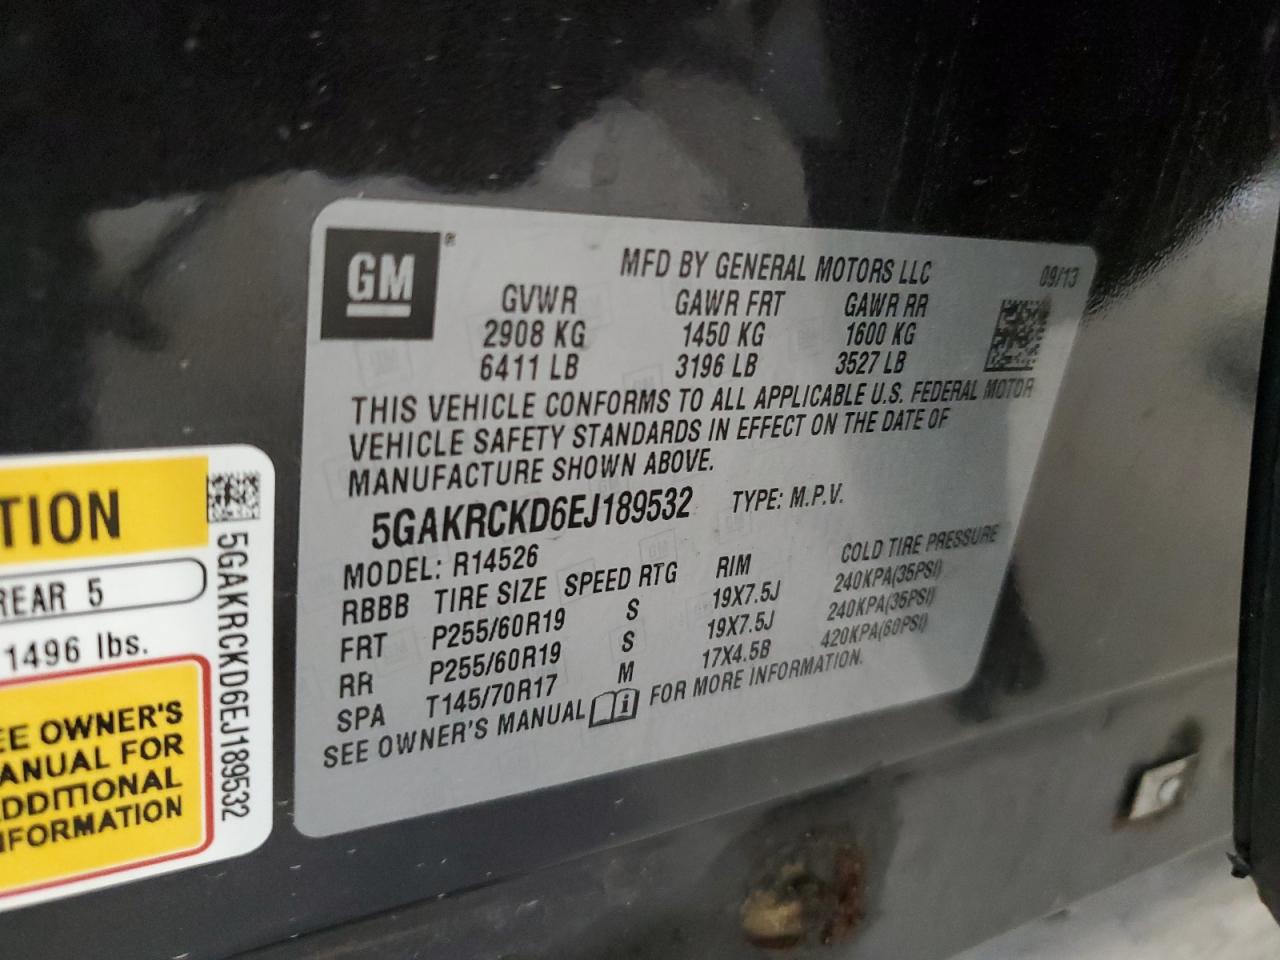 GM ®
MFD BY GENERAL MOTORS LLC 09/13
GVWR GAWR FRT GAWR RR
2908 KG 1450 KG 1600 KG
6411 LB 3196 LB 3527 LB
THIS VEHICLE CONFORMS TO ALL APPLICABLE U.S. FEDERAL MOTOR
VEHICLE SAFETY STANDARDS IN EFFECT ON THE DATE OF
MANUFACTURE SHOWN ABOVE.
5GAKRCKD6EJ189532 TYPE: M.P.V.
MODEL: R14526
RBBB TIRE SIZE SPEED RTG RIM COLD TIRE PRESSURE
FRT P255/60R19 S 19X7.5J 240KPA(35PSI)
RR P255/60R19 S 19X7.5J 240KPA(35PSI)
SPA T145/70R17 M 17X4.5B 420KPA(60PSI)
SEE OWNER'S MANUAL FOR MORE INFORMATION.
TION
REAR 5
1496 lbs.
EE OWNER'S
ANUAL FOR
DDITIONAL
NFORMATION
5GAKRCKD6EJ189532